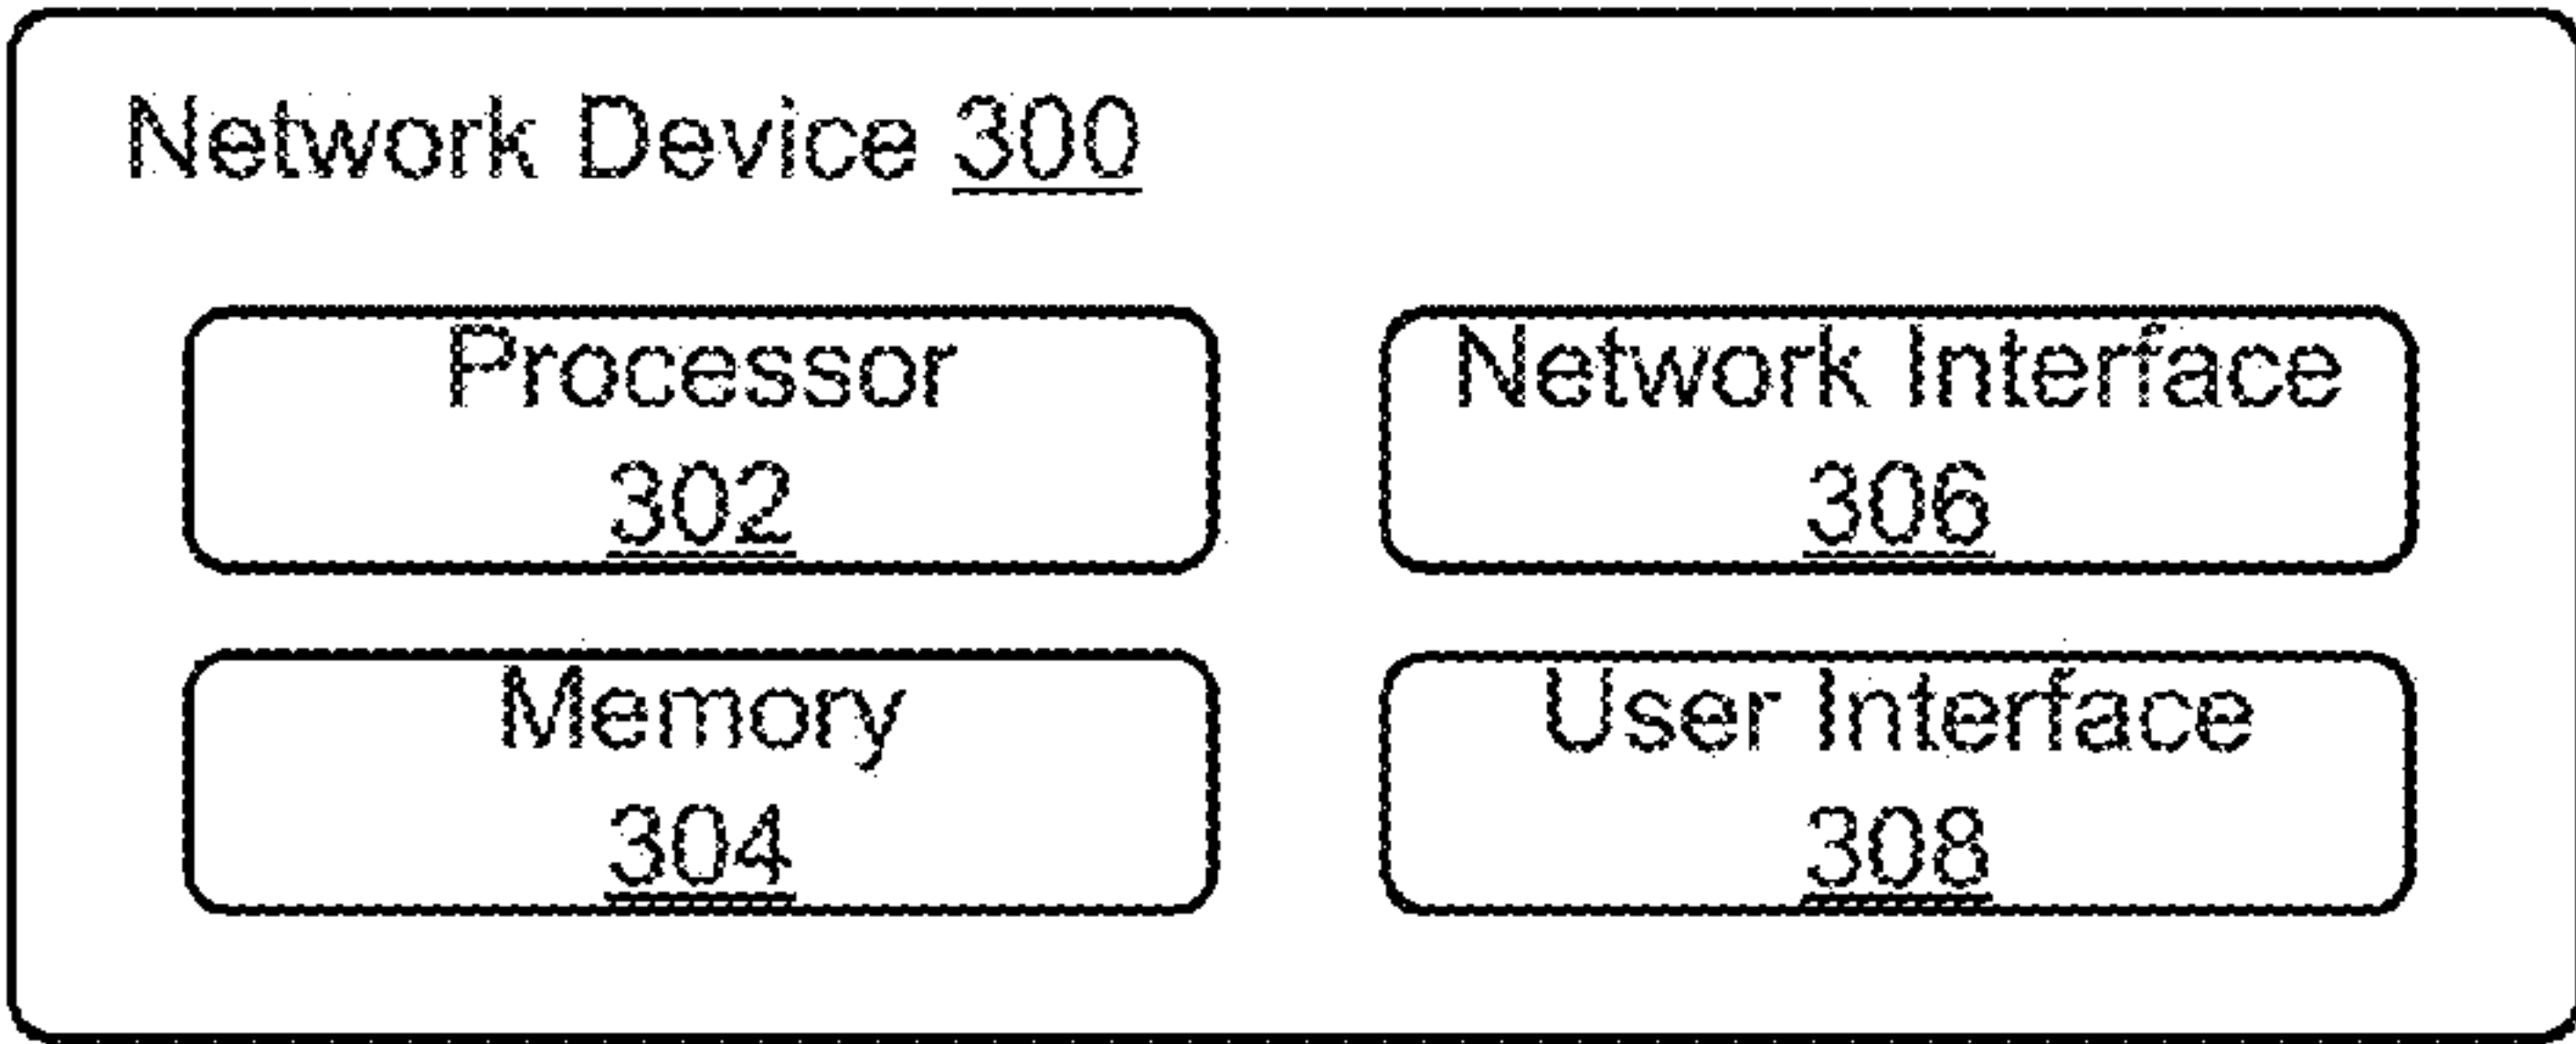 Network Device 300
Processor
302
Network Interface
306
Memory
304
User Interface
308